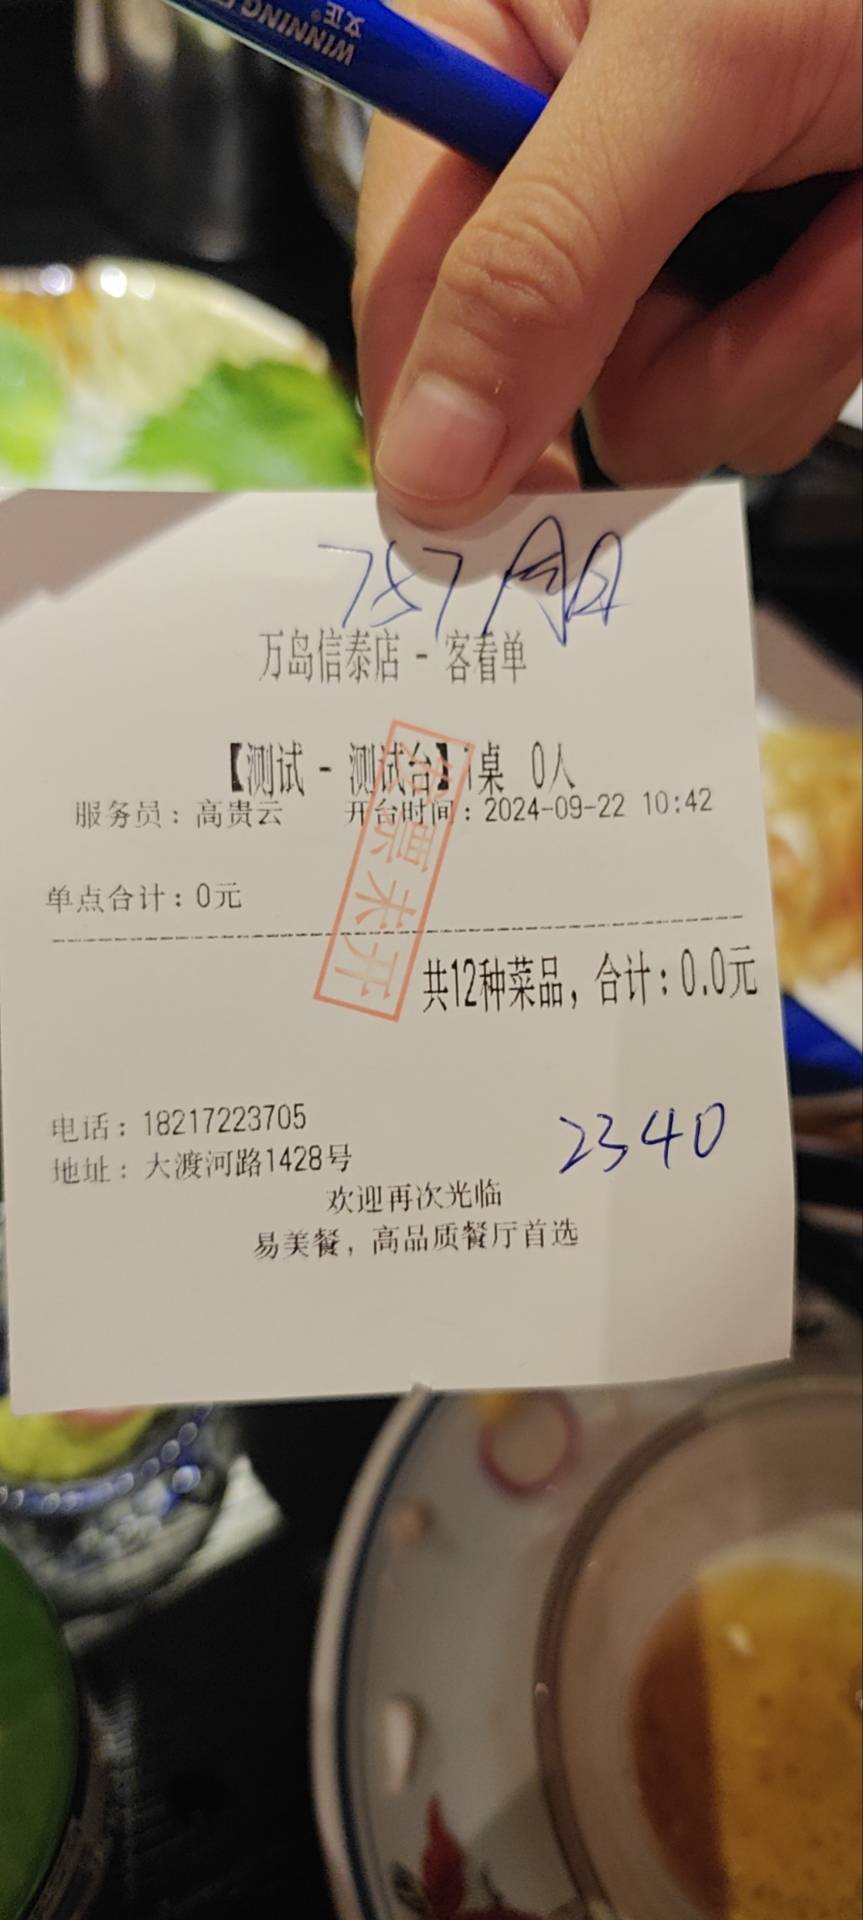 WINNING
文正®
757
万岛信泰店 - 客看单
【测试 - 测试台】1桌 0人
服务员：高贵云 开台时间：2024-09-22 10:42
发票未开
单点合计：0元
共12种菜品，合计：0.0元
电话：18217223705
2340
地址：大渡河路1428号
欢迎再次光临
易美餐，高品质餐厅首选